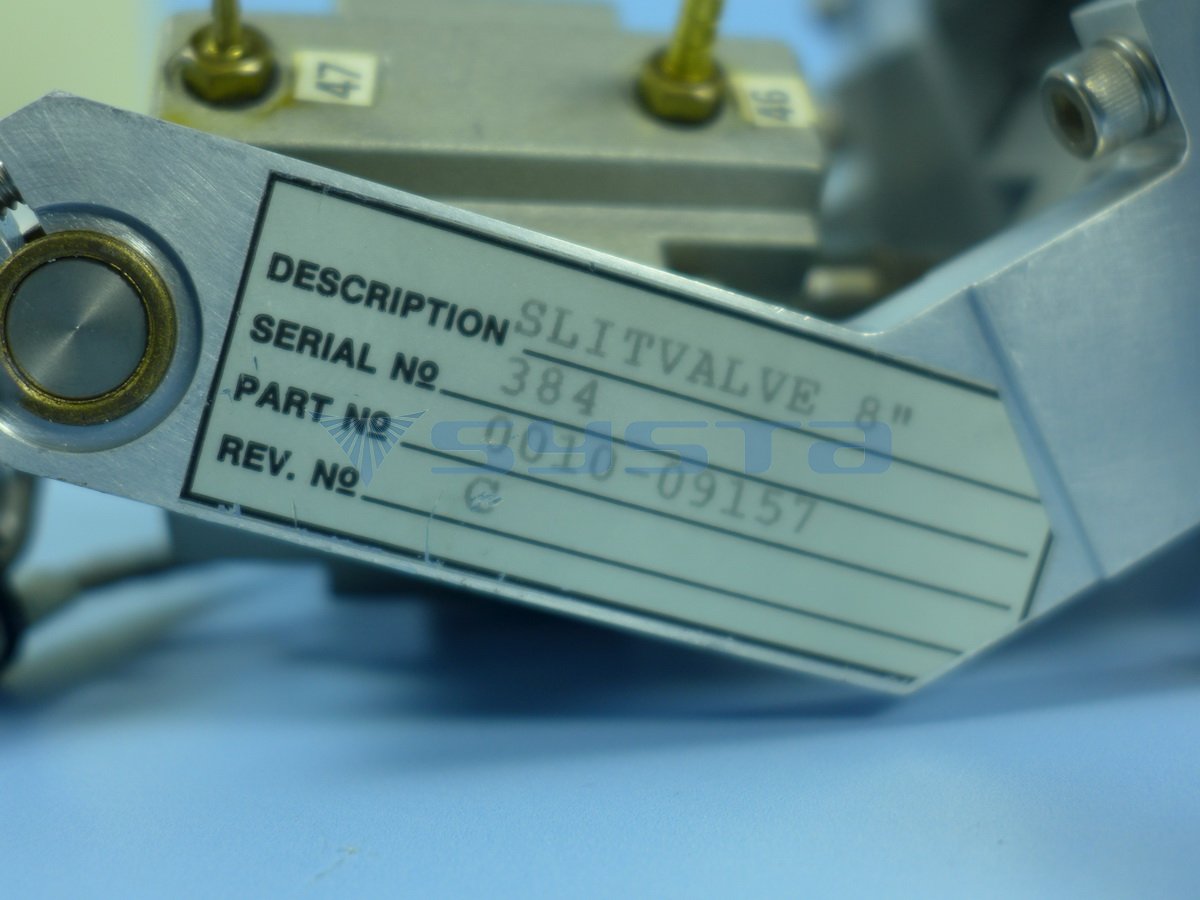 47
46
DESCRIPTION SLITVALVE 8"
SERIAL Nº 384
PART Nº 0010-09157
REV. Nº C
SYSTA